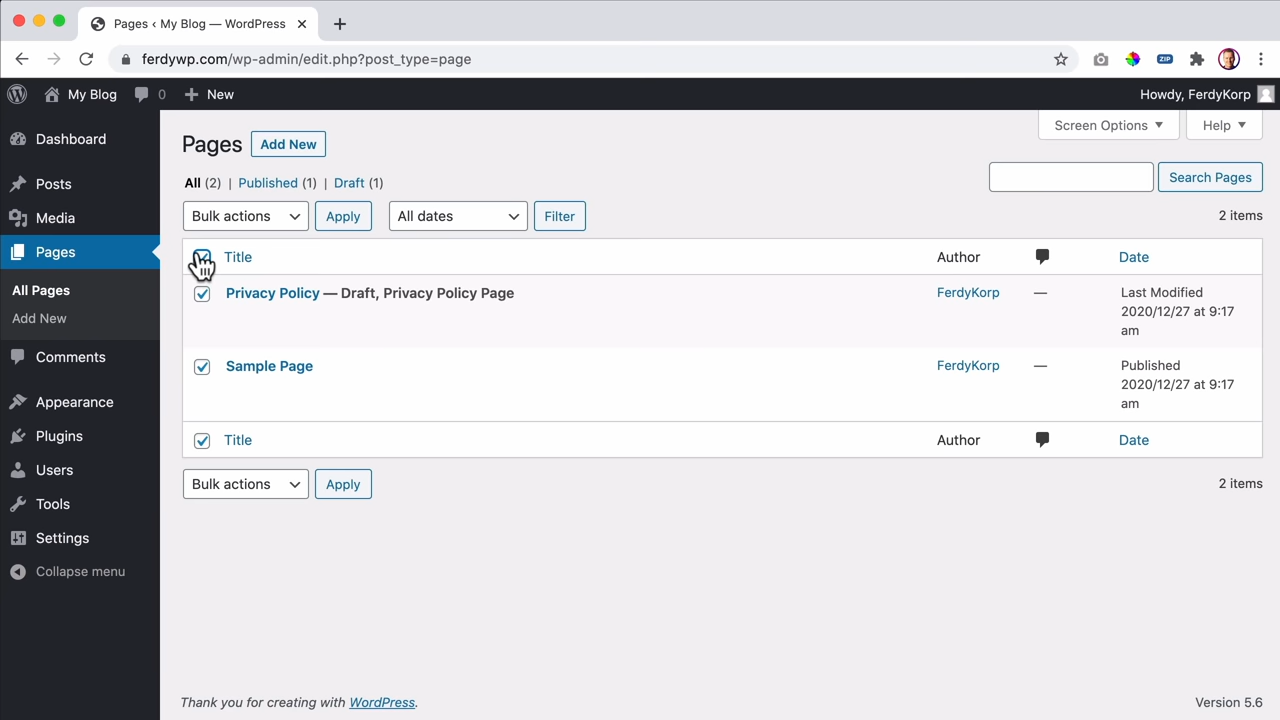 Pages ‹ My Blog — WordPress
ferdywp.com/wp-admin/edit.php?post_type=page
ZIP
My Blog 0 New Howdy, FerdyKorp
Dashboard
Posts
Media
Pages
All Pages
Add New
Comments
Appearance
Plugins
Users
Tools
Settings
Collapse menu
Screen Options Help
Pages Add New
All (2) | Published (1) | Draft (1)
Search Pages
Bulk actions Apply All dates Filter 2 items
Title Author Date
Privacy Policy — Draft, Privacy Policy Page FerdyKorp — Last Modified
2020/12/27 at 9:17
am
Sample Page FerdyKorp — Published
2020/12/27 at 9:17
am
Title Author Date
Bulk actions Apply 2 items
Thank you for creating with WordPress. Version 5.6